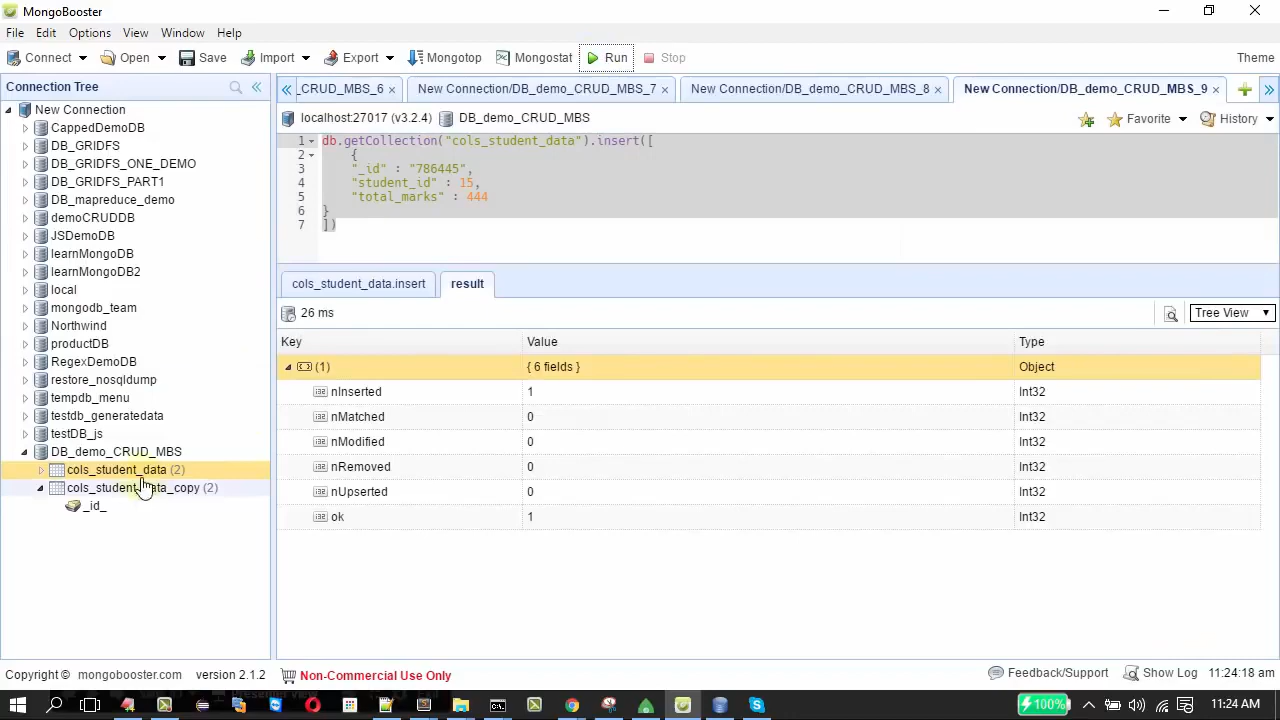 MongoBooster
File Edit Options View Window Help
Connect Open Save Import Export Mongotop Mongostat Run Stop Theme
Connection Tree
New Connection
CappedDemoDB
DB_GRIDFS
DB_GRIDFS_ONE_DEMO
DB_GRIDFS_PART1
DB_mapreduce_demo
demoCRUDDB
JSDemoDB
learnMongoDB
learnMongoDB2
local
mongodb_team
Northwind
productDB
RegexDemoDB
restore_nosqldump
tempdb_menu
testdb_generatedata
testDB_js
DB_demo_CRUD_MBS
cols_student_data (2)
cols_student_data_copy (2)
_id_
_CRUD_MBS_6 × New Connection/DB_demo_CRUD_MBS_7 × New Connection/DB_demo_CRUD_MBS_8 × New Connection/DB_demo_CRUD_MBS_9 ×
localhost:27017 (v3.2.4) DB_demo_CRUD_MBS Favorite History
1 db.getCollection("cols_student_data").insert([
2 {
3 "_id" : "786445",
4 "student_id" : 15,
5 "total_marks" : 444
6 }
7 ])
cols_student_data.insert result
26 ms Tree View
Key Value Type
(1) { 6 fields } Object
nInserted 1 Int32
nMatched 0 Int32
nModified 0 Int32
nRemoved 0 Int32
nUpserted 0 Int32
ok 1 Int32
Copyright © mongobooster.com version 2.1.2 Non-Commercial Use Only Feedback/Support Show Log 11:24:18 am
100% 11:24 AM